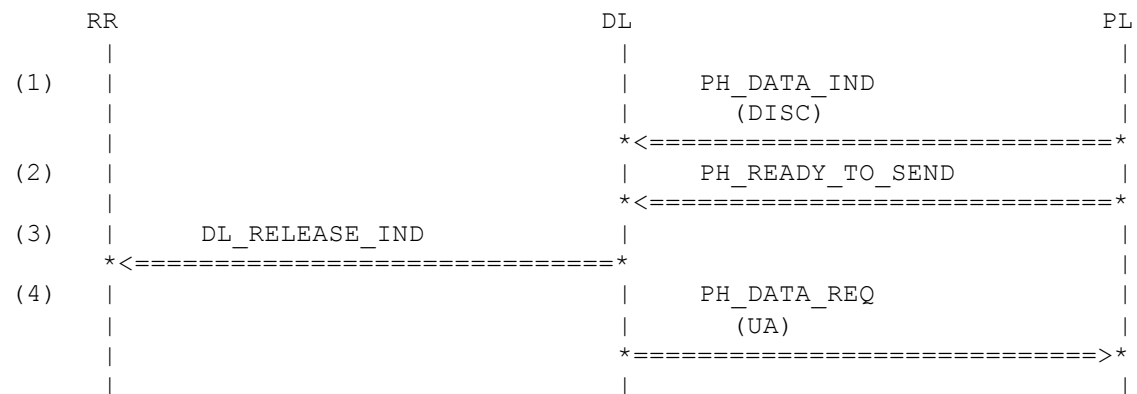 RR DL PL
(1) PH_DATA_IND
(DISC)
*<=============================*
(2) PH_READY_TO_SEND
*<=============================*
(3) DL_RELEASE_IND
*<==============================*
(4) PH_DATA_REQ
(UA)
*=============================>*